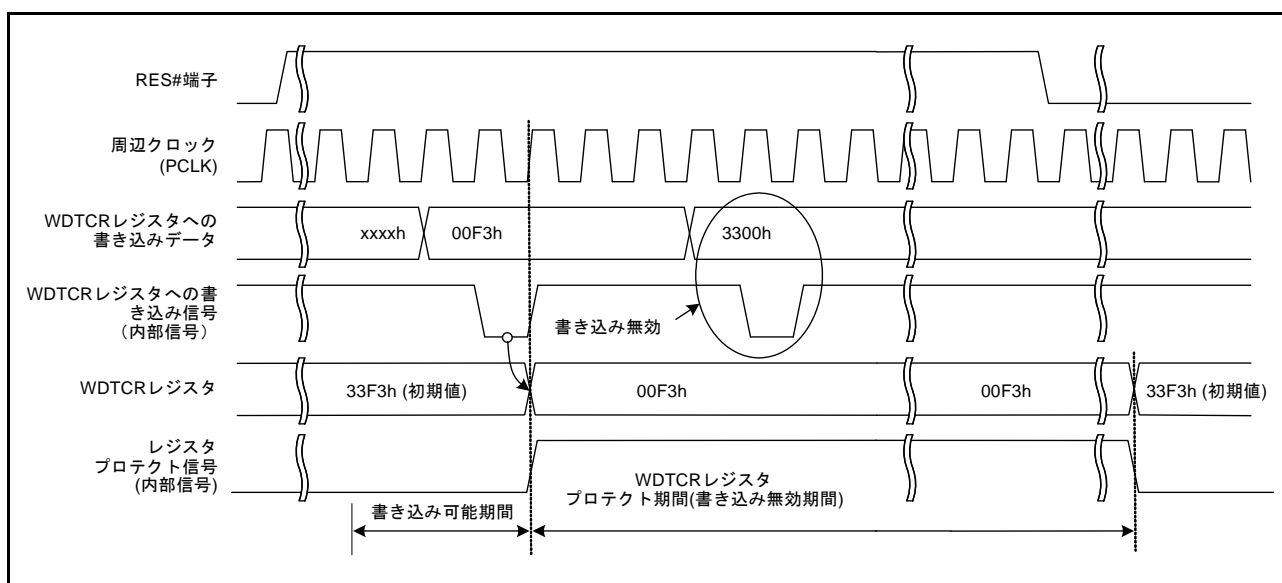 RES#端子
周辺クロック
(PCLK)
WDTCRレジスタへの
書き込みデータ
xxxxh
00F3h
3300h
WDTCRレジスタへの書
き込み信号
（内部信号）
書き込み無効
WDTCRレジスタ
33F3h (初期値)
00F3h
00F3h
33F3h (初期値)
レジスタ
プロテクト信号
(内部信号)
WDTCRレジスタ
プロテクト期間(書き込み無効期間)
書き込み可能期間